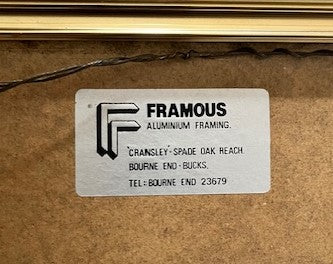 FRAMOUS
ALUMINIUM FRAMING.
CRANSLEY - SPADE OAK REACH.
BOURNE END - BUCKS.
TEL: BOURNE END 23679